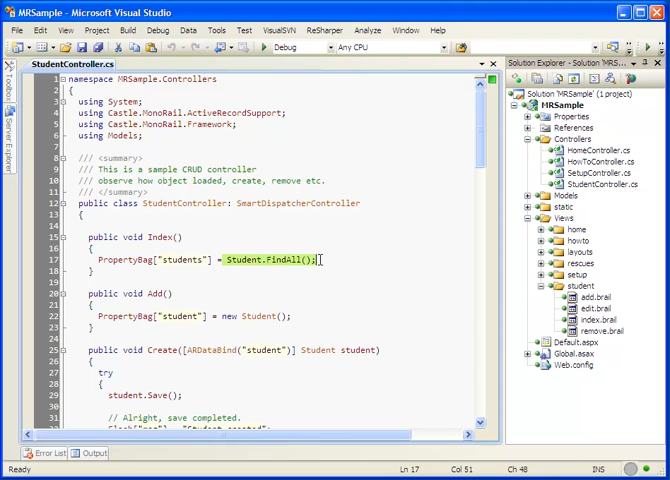 MRSample - Microsoft Visual Studio
File Edit View Project Build Debug Data Tools Test VisualSVN ReSharper Analyze Window Help
Debug Any CPU
StudentController.cs
Toolbox
Server Explorer
1 namespace MRSample.Controllers
2 {
3 using System;
4 using Castle.MonoRail.ActiveRecordSupport;
5 using Castle.MonoRail.Framework;
6 using Models;
7
8 /// <summary>
9 /// This is a sample CRUD controller
10 /// observe how object loaded, create, remove etc.
11 /// </summary>
12 public class StudentController: SmartDispatcherController
13 {
14
15 public void Index()
16 {
17 PropertyBag["students"] = Student.FindAll();
18 }
19
20 public void Add()
21 {
22 PropertyBag["student"] = new Student();
23 }
24
25 public void Create([ARDataBind("student")] Student student)
26 {
27 try
28 {
29 student.Save();
30
31 // Alright, save completed.
Solution Explorer - Solution 'MRS...
Solution 'MRSample' (1 project)
MRSample
Properties
References
Controllers
HomeController.cs
HowToController.cs
SetupController.cs
StudentController.cs
Models
static
Views
home
howto
layouts
rescues
setup
student
add.brail
edit.brail
index.brail
remove.brail
Default.aspx
Global.asax
Web.config
Error List Output
Ready Ln 17 Col 51 Ch 48 INS